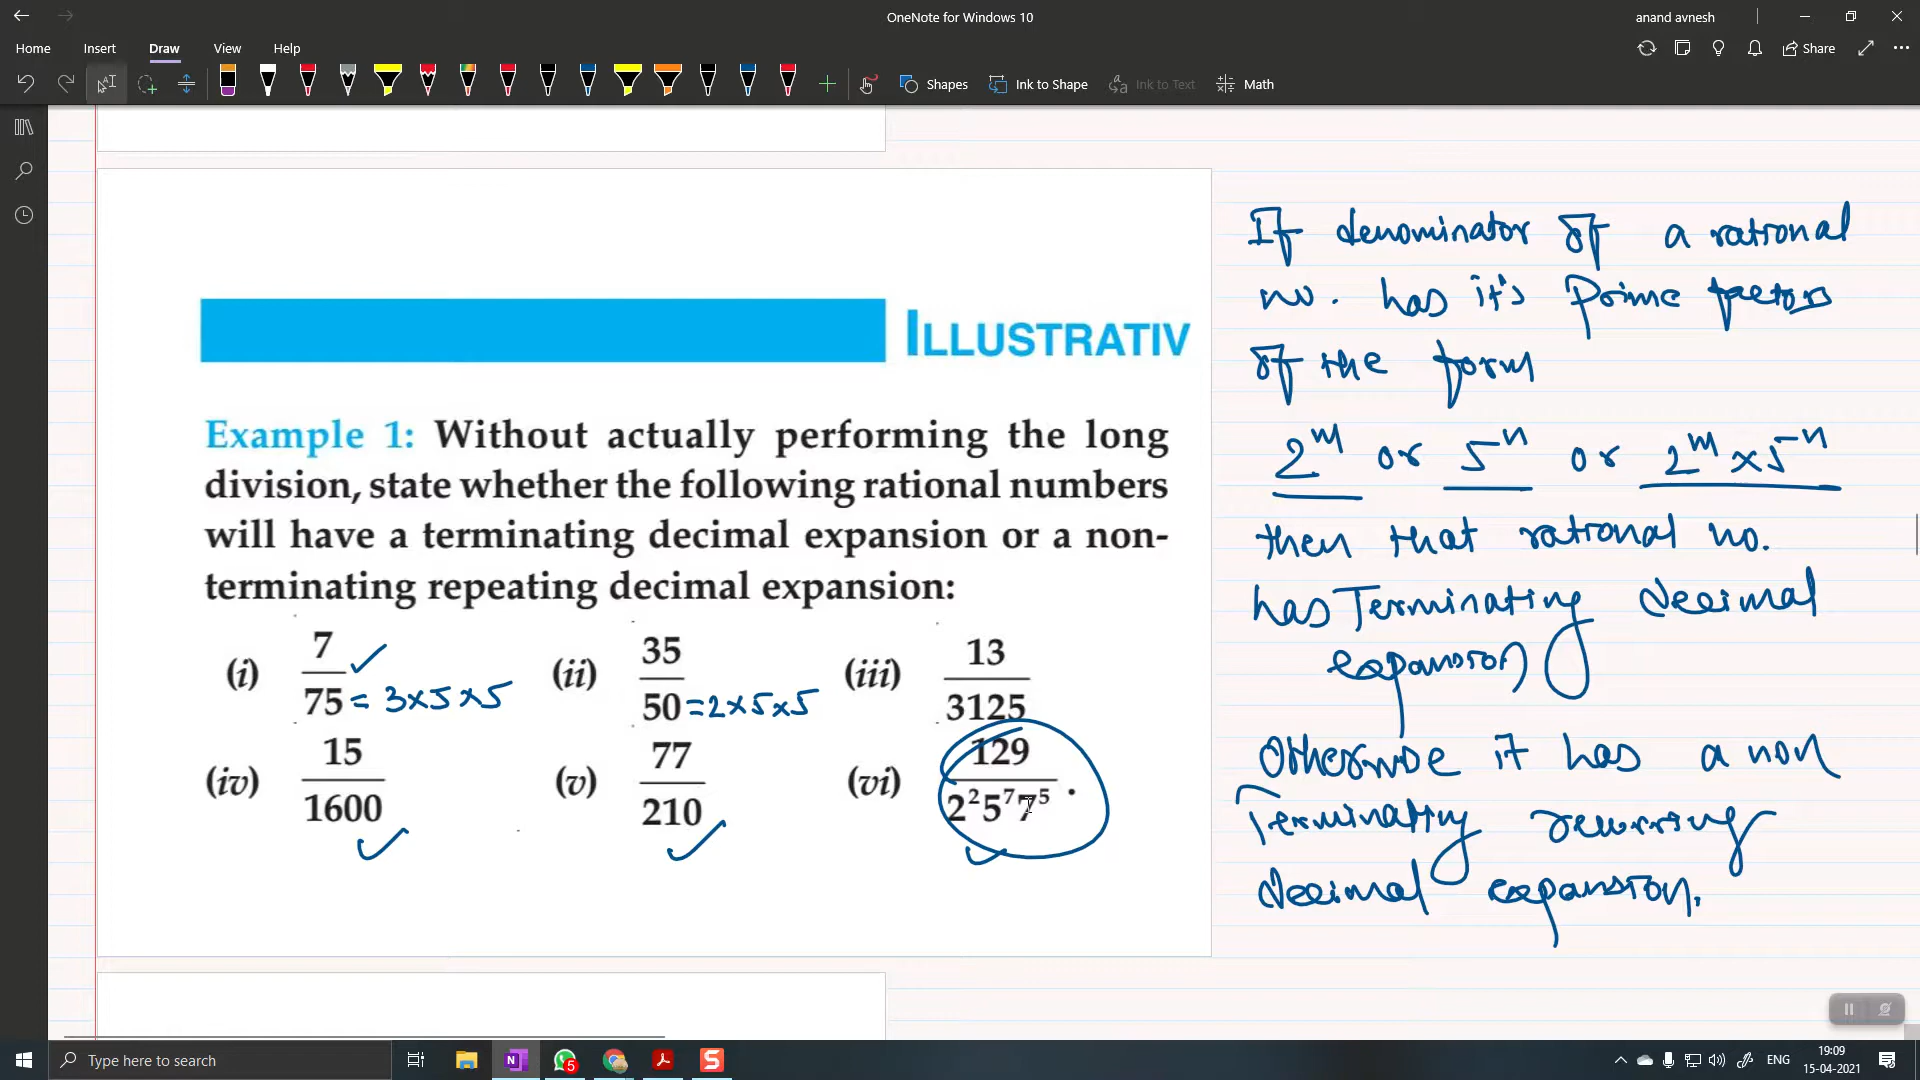 OneNote for Windows 10
anand avnesh
Home Insert Draw View Help
Share
Shapes Ink to Shape Ink to Text Math
ILLUSTRATIV
Example 1: Without actually performing the long
division, state whether the following rational numbers
will have a terminating decimal expansion or a non-
terminating repeating decimal expansion:
(i) 7/75 = 3×5×5 (ii) 35/50 = 2×5×5 (iii) 13/3125
(iv) 15/1600 (v) 77/210 (vi) 129/2²5⁷7⁵ .
If denominator of a rational
no. has it's Prime factors
of the form
2ᵐ or 5ⁿ or 2ᵐ×5ⁿ
then that rational no.
has Terminating decimal
expansion
Otherwise it has a non
Terminating recurring
decimal expansion.
Type here to search
5
ENG
19:09
15-04-2021